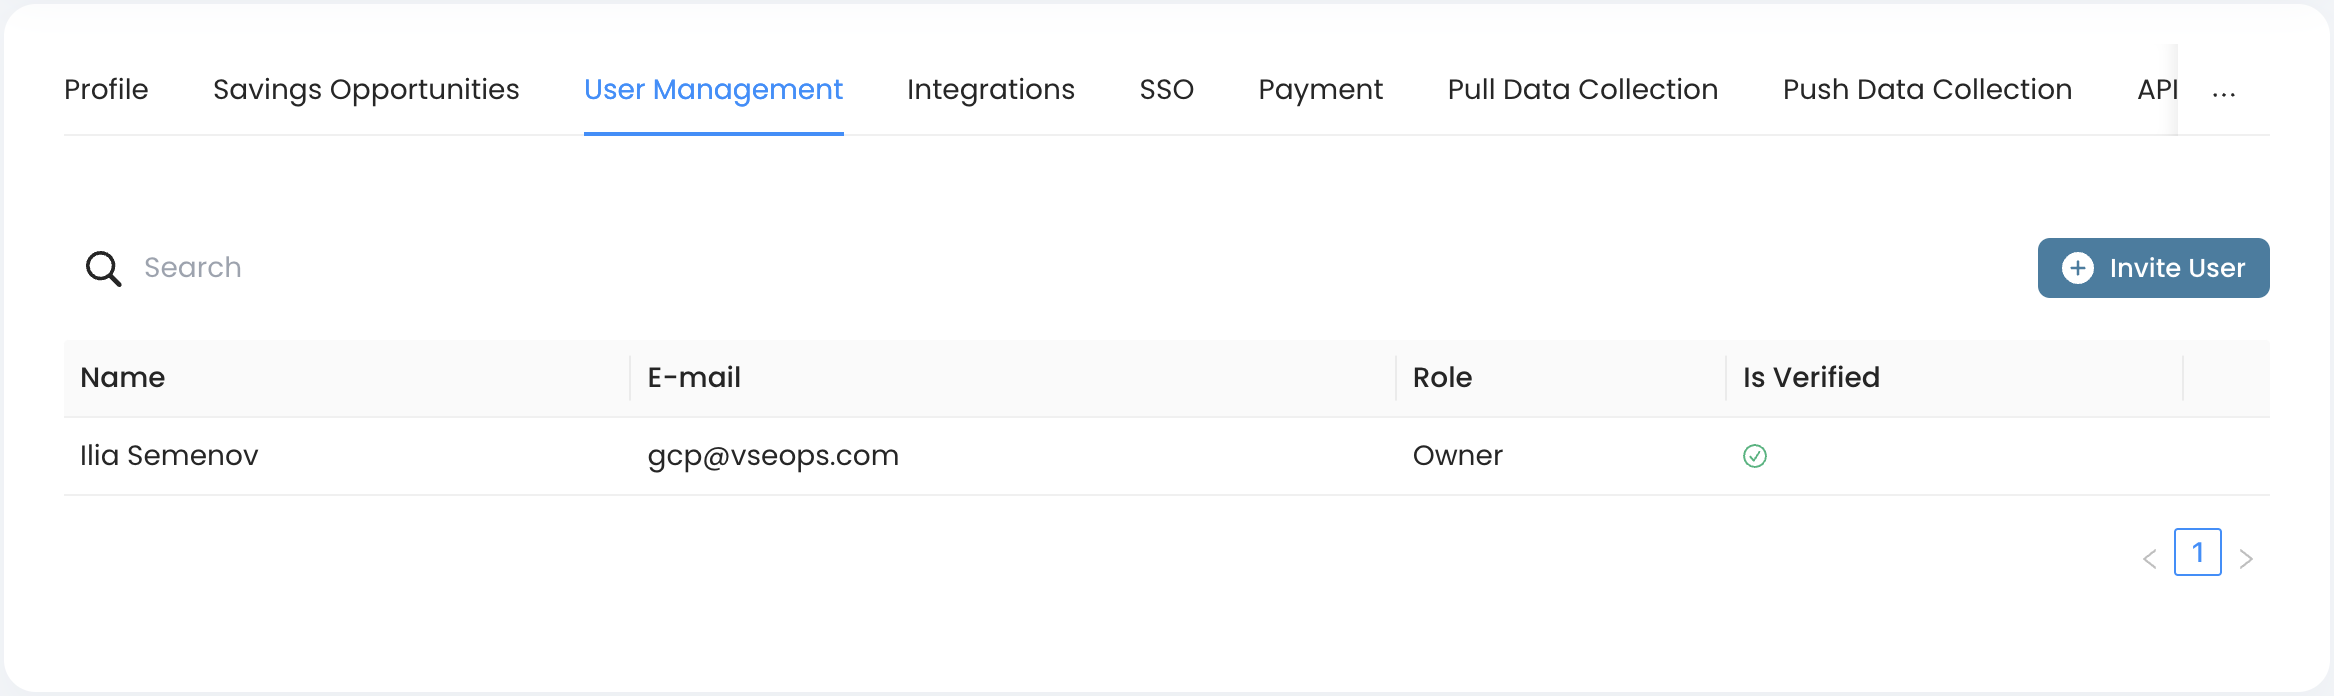 Profile Savings Opportunities User Management Integrations SSO Payment Pull Data Collection Push Data Collection API ...
Search Invite User
Name E-mail Role Is Verified
Ilia Semenov gcp@vseops.com Owner
< 1 >